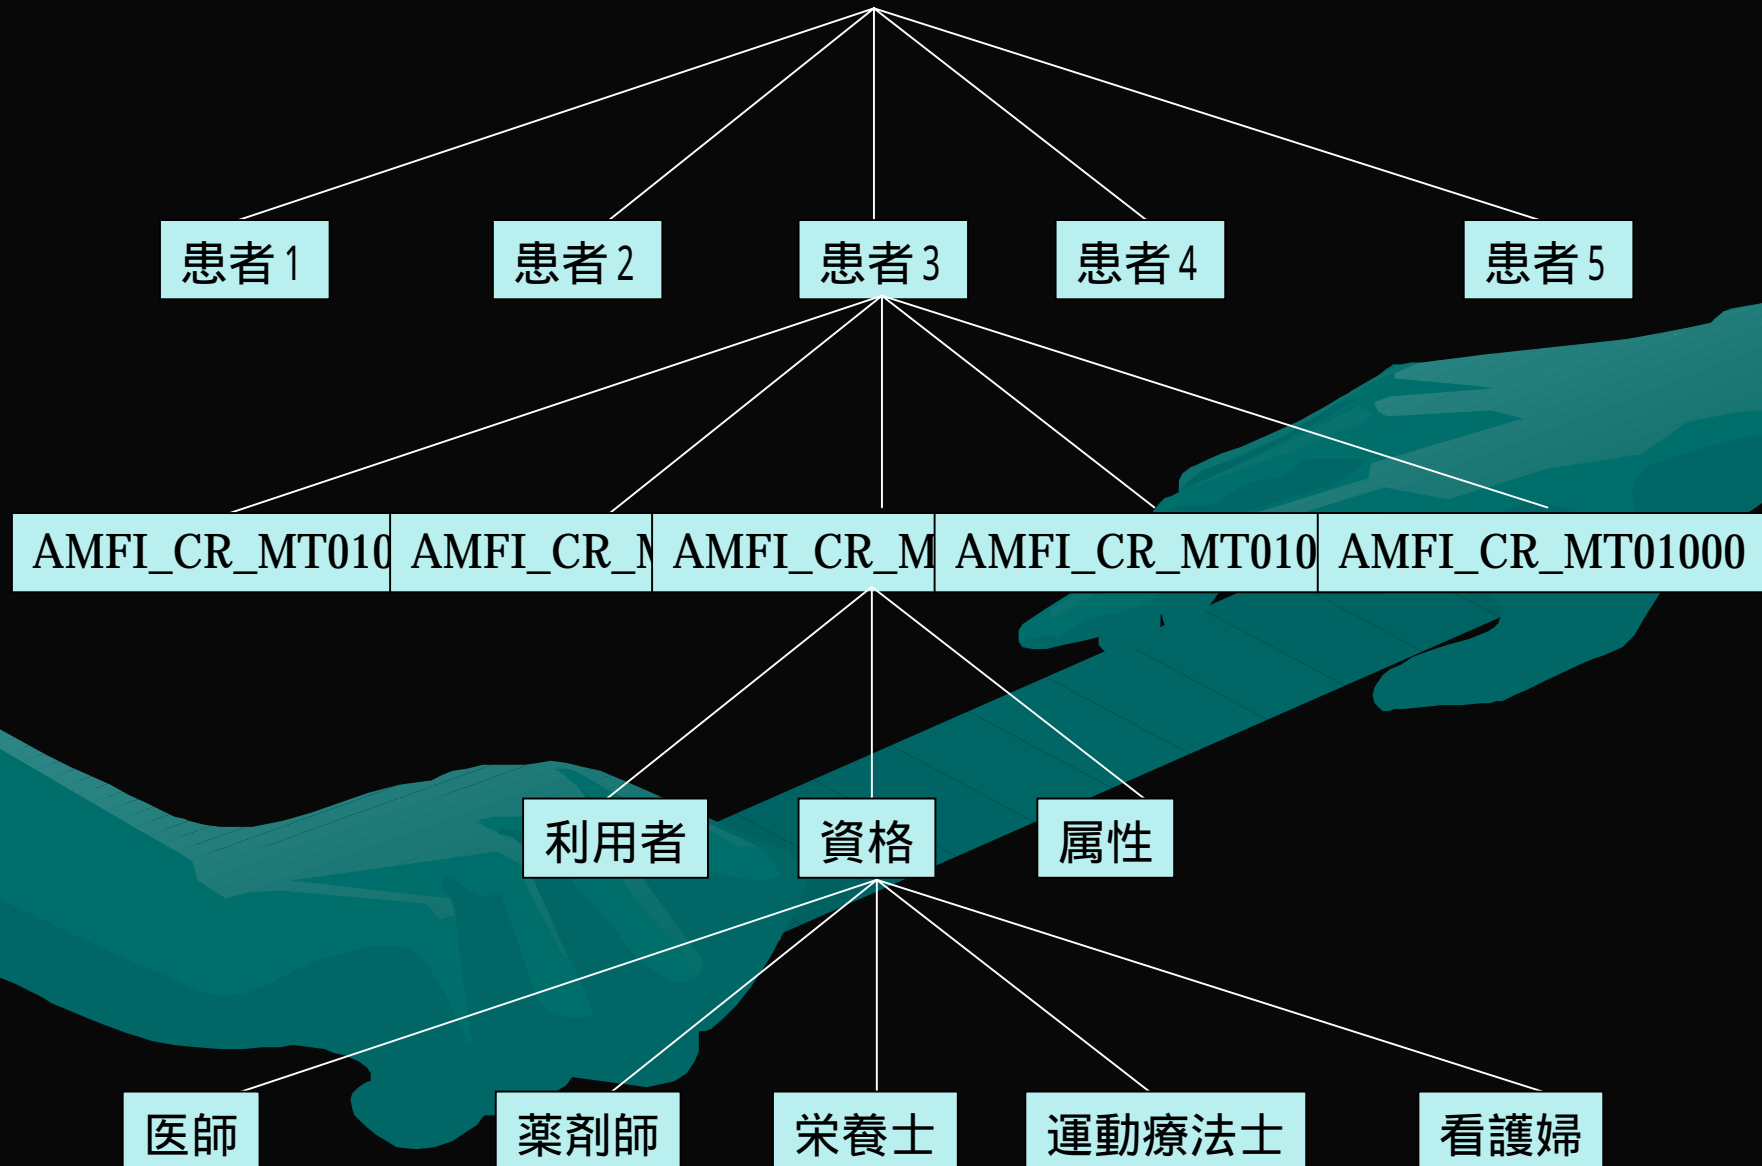 患者1
患者2
患者3
患者4
患者5
AMFI_CR_MT010
AMFI_CR_M
AMFI_CR_M
AMFI_CR_MT010
AMFI_CR_MT01000
利用者
資格
属性
医師
薬剤師
栄養士
運動療法士
看護婦